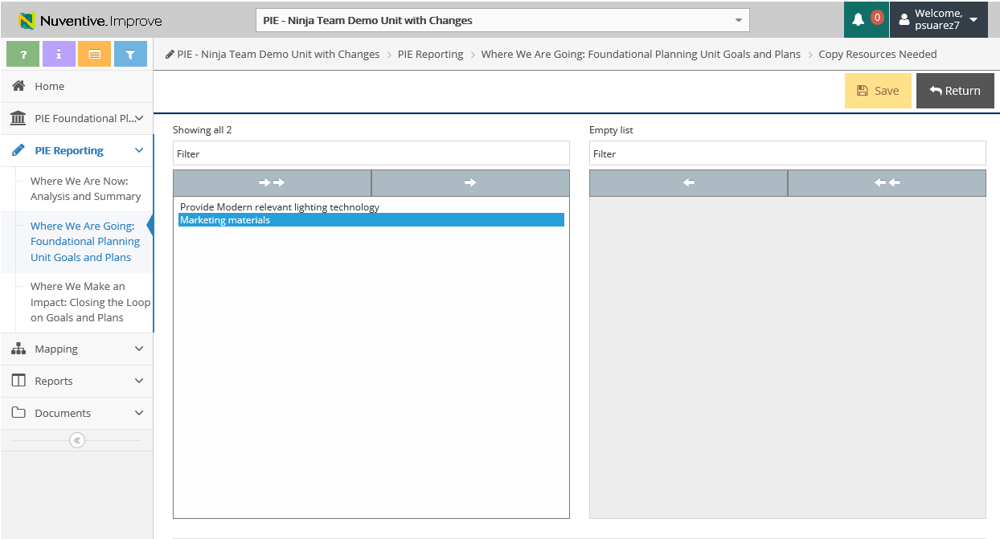 Nuventive.Improve
PIE - Ninja Team Demo Unit with Changes
0
Welcome,
psuarez7
?
i
PIE - Ninja Team Demo Unit with Changes > PIE Reporting > Where We Are Going: Foundational Planning Unit Goals and Plans > Copy Resources Needed
Home
PIE Foundational Pl...
PIE Reporting
Where We Are Now:
Analysis and Summary
Where We Are Going:
Foundational Planning
Unit Goals and Plans
Where We Make an
Impact: Closing the Loop
on Goals and Plans
Mapping
Reports
Documents
Save
Return
Showing all 2
Filter
Provide Modern relevant lighting technology
Marketing materials
Empty list
Filter